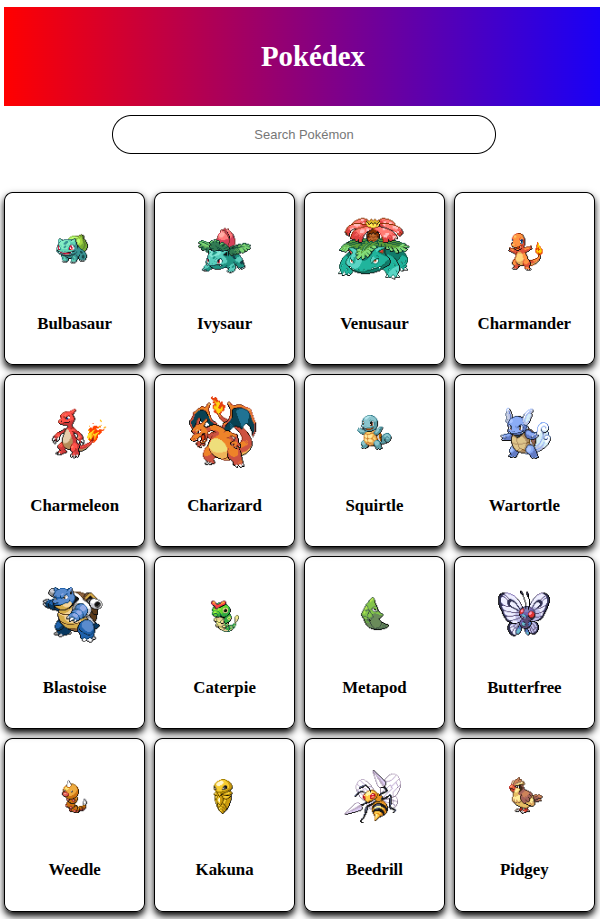 Pokédex
Search Pokémon
Bulbasaur
Ivysaur
Venusaur
Charmander
Charmeleon
Charizard
Squirtle
Wartortle
Blastoise
Caterpie
Metapod
Butterfree
Weedle
Kakuna
Beedrill
Pidgey